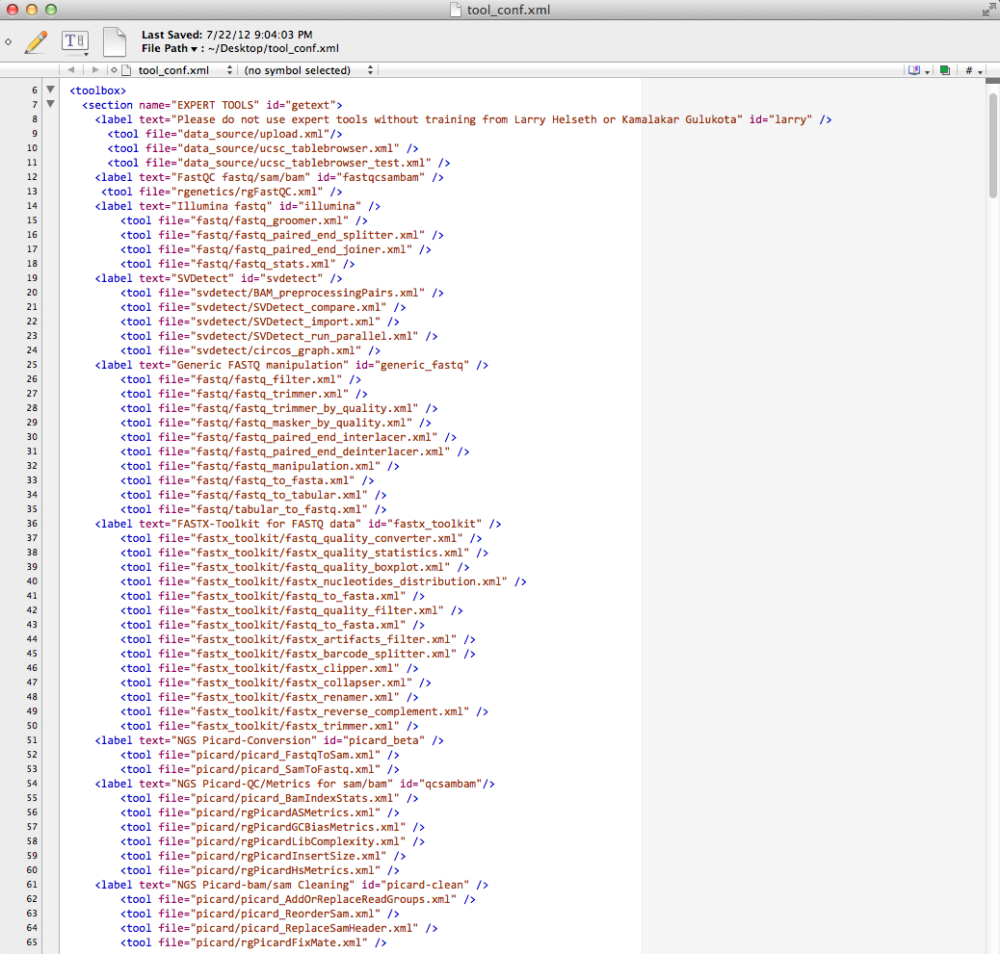 tool_conf.xml
Last Saved: 7/22/12 9:04:03 PM
File Path ▾ : ~/Desktop/tool_conf.xml
tool_conf.xml (no symbol selected) #
6 <toolbox>
7 <section name="EXPERT TOOLS" id="getext">
8 <label text="Please do not use expert tools without training from Larry Helseth or Kamalakar Gulukota" id="larry" />
9 <tool file="data_source/upload.xml"/>
10 <tool file="data_source/ucsc_tablebrowser.xml" />
11 <tool file="data_source/ucsc_tablebrowser_test.xml" />
12 <label text="FastQC fastq/sam/bam" id="fastqcsambam" />
13 <tool file="rgenetics/rgFastQC.xml" />
14 <label text="Illumina fastq" id="illumina" />
15 <tool file="fastq/fastq_groomer.xml" />
16 <tool file="fastq/fastq_paired_end_splitter.xml" />
17 <tool file="fastq/fastq_paired_end_joiner.xml" />
18 <tool file="fastq/fastq_stats.xml" />
19 <label text="SVDetect" id="svdetect" />
20 <tool file="svdetect/BAM_preprocessingPairs.xml" />
21 <tool file="svdetect/SVDetect_compare.xml" />
22 <tool file="svdetect/SVDetect_import.xml" />
23 <tool file="svdetect/SVDetect_run_parallel.xml" />
24 <tool file="svdetect/circos_graph.xml" />
25 <label text="Generic FASTQ manipulation" id="generic_fastq" />
26 <tool file="fastq/fastq_filter.xml" />
27 <tool file="fastq/fastq_trimmer.xml" />
28 <tool file="fastq/fastq_trimmer_by_quality.xml" />
29 <tool file="fastq/fastq_masker_by_quality.xml" />
30 <tool file="fastq/fastq_paired_end_interlacer.xml" />
31 <tool file="fastq/fastq_paired_end_deinterlacer.xml" />
32 <tool file="fastq/fastq_manipulation.xml" />
33 <tool file="fastq/fastq_to_fasta.xml" />
34 <tool file="fastq/fastq_to_tabular.xml" />
35 <tool file="fastq/tabular_to_fastq.xml" />
36 <label text="FASTX-Toolkit for FASTQ data" id="fastx_toolkit" />
37 <tool file="fastx_toolkit/fastq_quality_converter.xml" />
38 <tool file="fastx_toolkit/fastx_quality_statistics.xml" />
39 <tool file="fastx_toolkit/fastq_quality_boxplot.xml" />
40 <tool file="fastx_toolkit/fastx_nucleotides_distribution.xml" />
41 <tool file="fastx_toolkit/fastq_to_fasta.xml" />
42 <tool file="fastx_toolkit/fastq_quality_filter.xml" />
43 <tool file="fastx_toolkit/fastq_to_fasta.xml" />
44 <tool file="fastx_toolkit/fastx_artifacts_filter.xml" />
45 <tool file="fastx_toolkit/fastx_barcode_splitter.xml" />
46 <tool file="fastx_toolkit/fastx_clipper.xml" />
47 <tool file="fastx_toolkit/fastx_collapser.xml" />
48 <tool file="fastx_toolkit/fastx_renamer.xml" />
49 <tool file="fastx_toolkit/fastx_reverse_complement.xml" />
50 <tool file="fastx_toolkit/fastx_trimmer.xml" />
51 <label text="NGS Picard-Conversion" id="picard_beta" />
52 <tool file="picard/picard_FastqToSam.xml" />
53 <tool file="picard/picard_SamToFastq.xml" />
54 <label text="NGS Picard-QC/Metrics for sam/bam" id="qcsambam"/>
55 <tool file="picard/picard_BamIndexStats.xml" />
56 <tool file="picard/rgPicardASMetrics.xml" />
57 <tool file="picard/rgPicardGCBiasMetrics.xml" />
58 <tool file="picard/rgPicardLibComplexity.xml" />
59 <tool file="picard/rgPicardInsertSize.xml" />
60 <tool file="picard/rgPicardHsMetrics.xml" />
61 <label text="NGS Picard-bam/sam Cleaning" id="picard-clean" />
62 <tool file="picard/picard_AddOrReplaceReadGroups.xml" />
63 <tool file="picard/picard_ReorderSam.xml" />
64 <tool file="picard/picard_ReplaceSamHeader.xml" />
65 <tool file="picard/rgPicardFixMate.xml" />